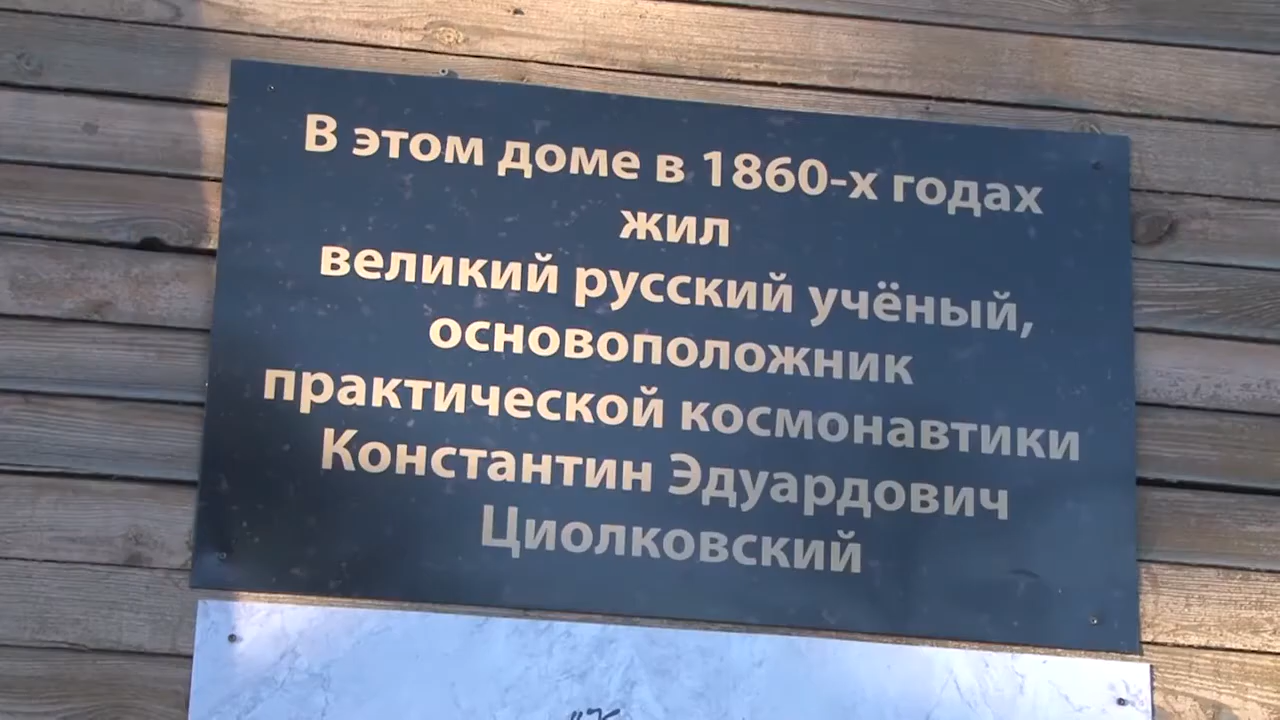 В этом доме в 1860-х годах
жил
великий русский учёный,
основоположник
практической космонавтики
Константин Эдуардович
Циолковский